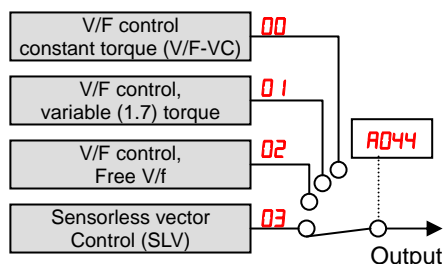 V/F control
constant torque (V/F-VC)
00
V/F control,
variable (1.7) torque
01
A044
V/F control,
Free V/f
02
Sensorless vector
Control (SLV)
03
Output